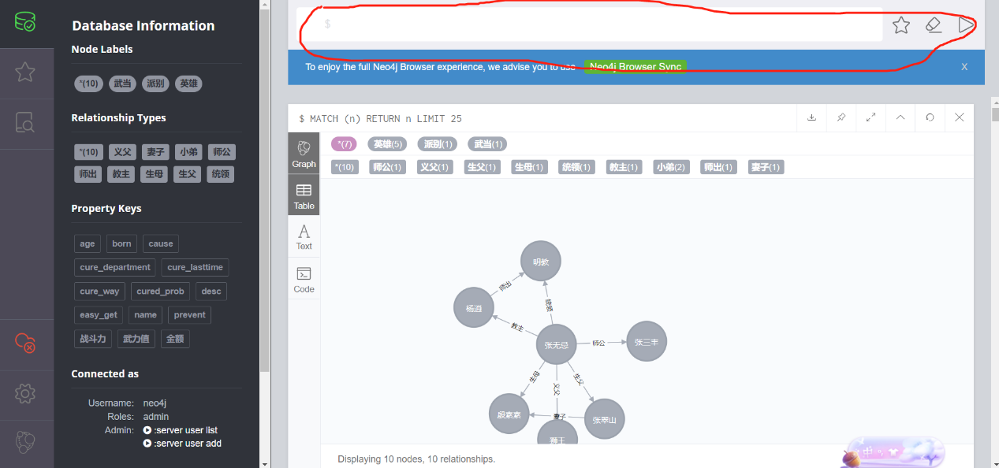 Database Information
Node Labels
*(10) 武当 派别 英雄
Relationship Types
*(10) 义父 妻子 小弟 师公
师出 教主 生母 生父 统领
Property Keys
age born cause
cure_department cure_lasttime
cure_way cured_prob desc
easy_get name prevent
战斗力 武力值 金额
Connected as
Username: neo4j
Roles: admin
Admin: :server user list
:server user add
$
To enjoy the full Neo4j Browser experience, we advise you to use Neo4j Browser Sync X
$ MATCH (n) RETURN n LIMIT 25
Graph
Table
Text
Code
*(7) 英雄(5) 派别(1) 武当(1)
*(10) 师公(1) 义父(1) 生父(1) 生母(1) 统领(1) 教主(1) 小弟(2) 师出(1) 妻子(1)
明教
师出
杨逍
统领
教主
张无忌
师公
张三丰
生母
义父
生父
殷素素
妻子
张翠山
狮王
Displaying 10 nodes, 10 relationships.
中